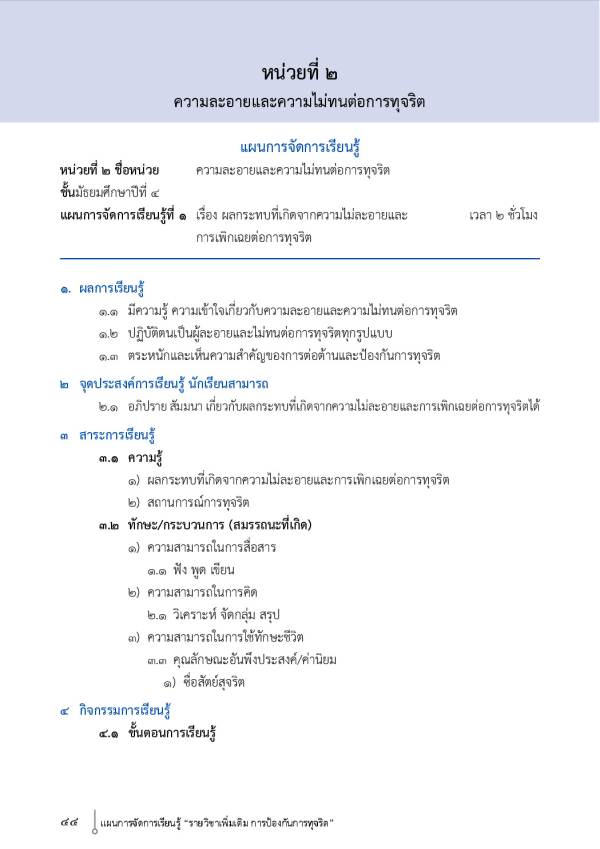 หน่วยที่ ๒
ความละอายและความไม่ทนต่อการทุจริต
แผนการจัดการเรียนรู้
หน่วยที่ ๒ ชื่อหน่วย ความละอายและความไม่ทนต่อการทุจริต
ชั้นมัธยมศึกษาปีที่ ๔
แผนการจัดการเรียนรู้ที่ ๑ เรื่อง ผลกระทบที่เกิดจากความไม่ละอายและ เวลา ๒ ชั่วโมง
การเพิกเฉยต่อการทุจริต
๑. ผลการเรียนรู้
๑.๑ มีความรู้ ความเข้าใจเกี่ยวกับความละอายและความไม่ทนต่อการทุจริต
๑.๒ ปฏิบัติตนเป็นผู้ละอายและไม่ทนต่อการทุจริตทุกรูปแบบ
๑.๓ ตระหนักและเห็นความสำคัญของการต่อต้านและป้องกันการทุจริต
๒ จุดประสงค์การเรียนรู้ นักเรียนสามารถ
๒.๑ อภิปราย สัมมนา เกี่ยวกับผลกระทบที่เกิดจากความไม่ละอายและการเพิกเฉยต่อการทุจริตได้
๓ สาระการเรียนรู้
๓.๑ ความรู้
๑) ผลกระทบที่เกิดจากความไม่ละอายและการเพิกเฉยต่อการทุจริต
๒) สถานการณ์การทุจริต
๓.๒ ทักษะ/กระบวนการ (สมรรถนะที่เกิด)
๑) ความสามารถในการสื่อสาร
๑.๑ ฟัง พูด เขียน
๒) ความสามารถในการคิด
๒.๑ วิเคราะห์ จัดกลุ่ม สรุป
๓) ความสามารถในการใช้ทักษะชีวิต
๓.๓ คุณลักษณะอันพึงประสงค์/ค่านิยม
๑) ซื่อสัตย์สุจริต
๔ กิจกรรมการเรียนรู้
๔.๑ ขั้นตอนการเรียนรู้
๔๔ แผนการจัดการเรียนรู้ “รายวิชาเพิ่มเติม การป้องกันการทุจริต”